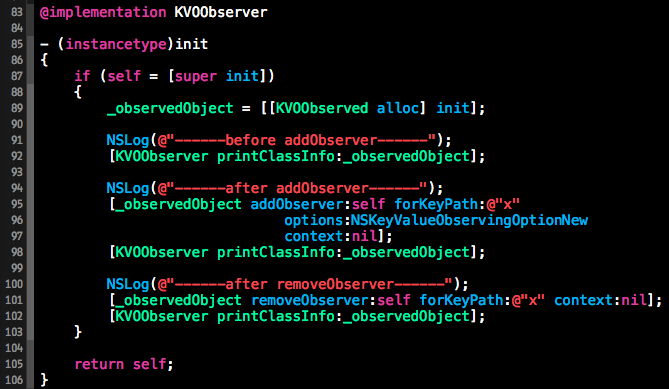 83 @implementation KVOObserver
84
85 - (instancetype)init
86 {
87     if (self = [super init])
88     {
89         _observedObject = [[KVOObserved alloc] init];
90
91         NSLog(@"------before addObserver------");
92         [KVOObserver printClassInfo:_observedObject];
93
94         NSLog(@"------after addObserver------");
95         [_observedObject addObserver:self forKeyPath:@"x"
96                              options:NSKeyValueObservingOptionNew
97                              context:nil];
98         [KVOObserver printClassInfo:_observedObject];
99
100         NSLog(@"------after removeObserver------");
101         [_observedObject removeObserver:self forKeyPath:@"x" context:nil];
102         [KVOObserver printClassInfo:_observedObject];
103     }
104
105     return self;
106 }